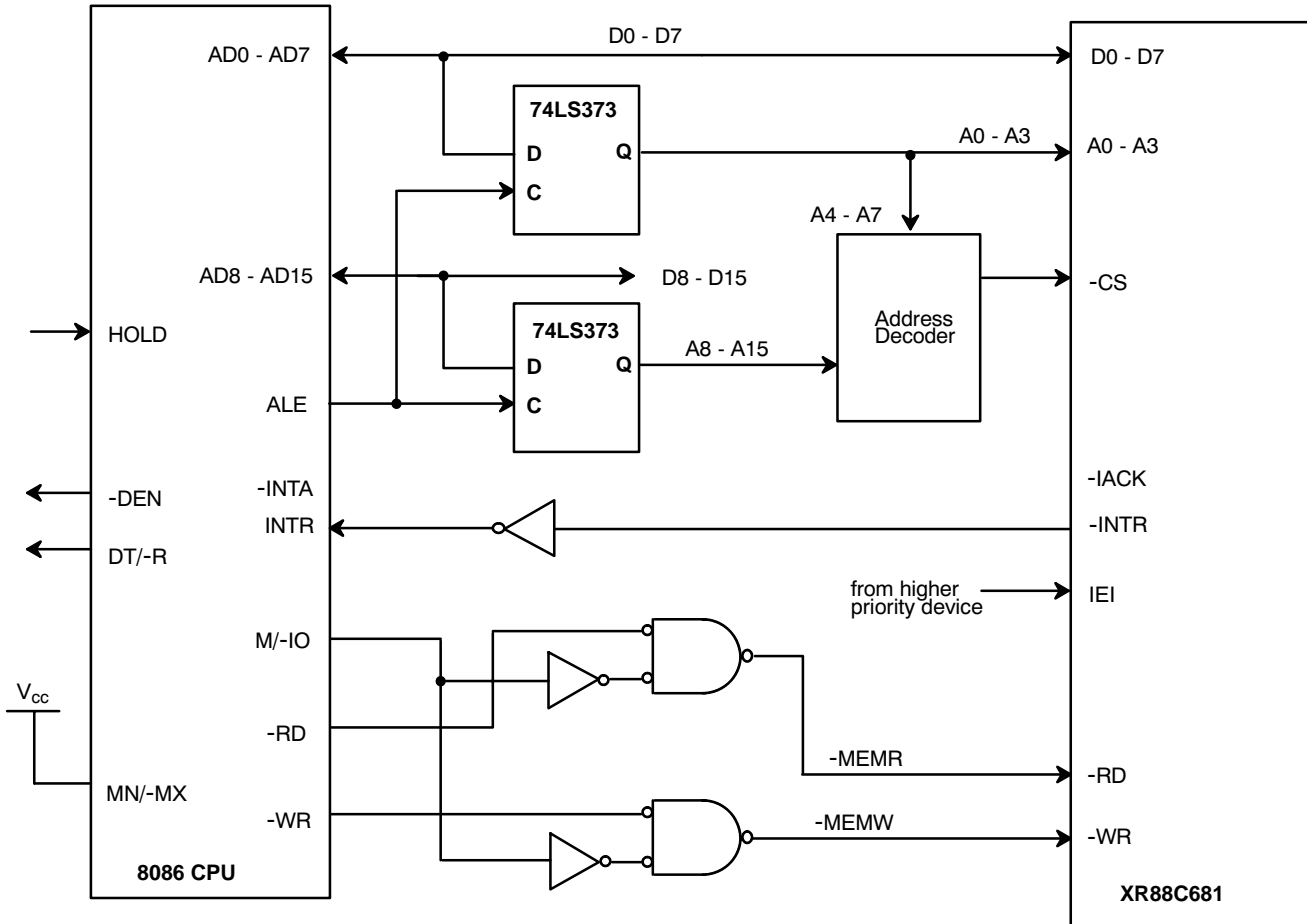 AD0 - AD7
D0 - D7
D0 - D7
74LS373
D
Q
C
A0 - A3
A0 - A3
A4 - A7
AD8 - AD15
D8 - D15
-CS
HOLD
74LS373
D
Q
C
A8 - A15
Address
Decoder
ALE
-DEN
-INTA
-IACK
INTR
-INTR
DT/-R
from higher
priority device
IEI
M/-IO
Vcc
-RD
-MEMR
-RD
MN/-MX
-WR
-MEMW
-WR
8086 CPU
XR88C681